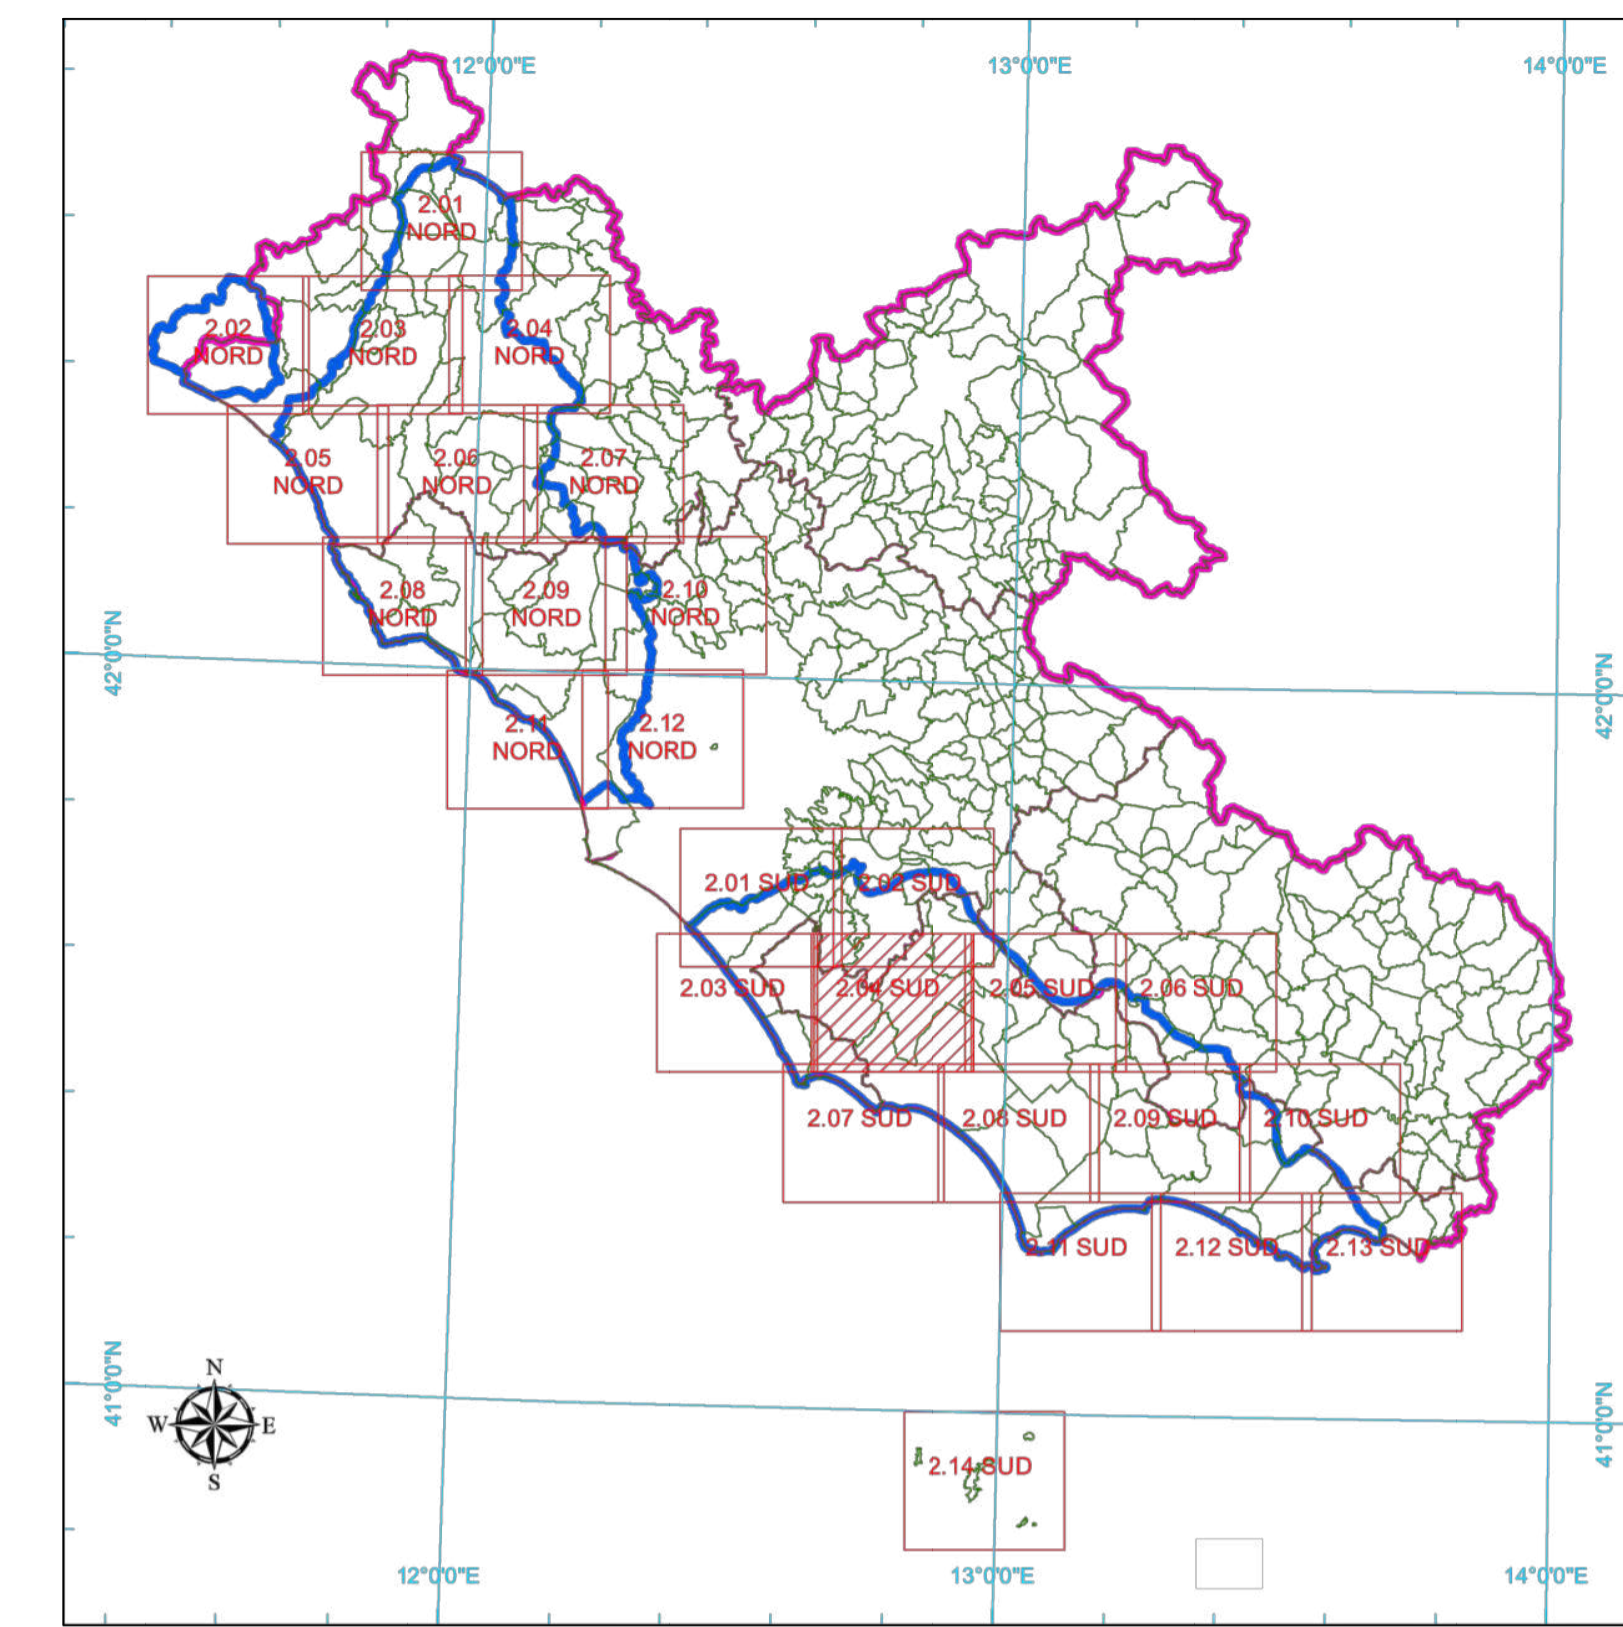 12°0'0"E
13°0'0"E
14°0'0"E
2.01
NORD
2.02
NORD
2.03
NORD
2.04
NORD
2.05
NORD
2.06
NORD
2.07
NORD
2.08
NORD
2.09
NORD
2.10
NORD
42°0'0"N
42°0'0"N
2.11
NORD
2.12
NORD
2.01 SUD
2.02 SUD
2.03 SUD
2.04 SUD
2.05 SUD
2.06 SUD
2.07 SUD
2.08 SUD
2.09 SUD
2.10 SUD
2.11 SUD
2.12 SUD
2.13 SUD
41°0'0"N
41°0'0"N
N
W
E
S
2.14 SUD
12°0'0"E
13°0'0"E
14°0'0"E